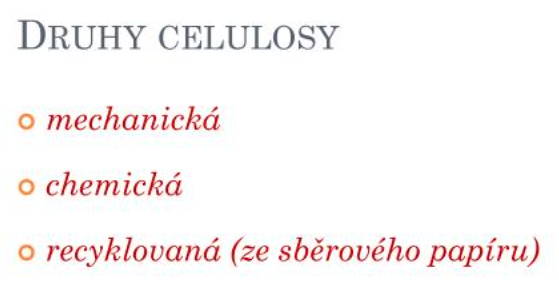 DRUHY CELULOSY
mechanická
chemická
recyklovaná (ze sběrového papíru)